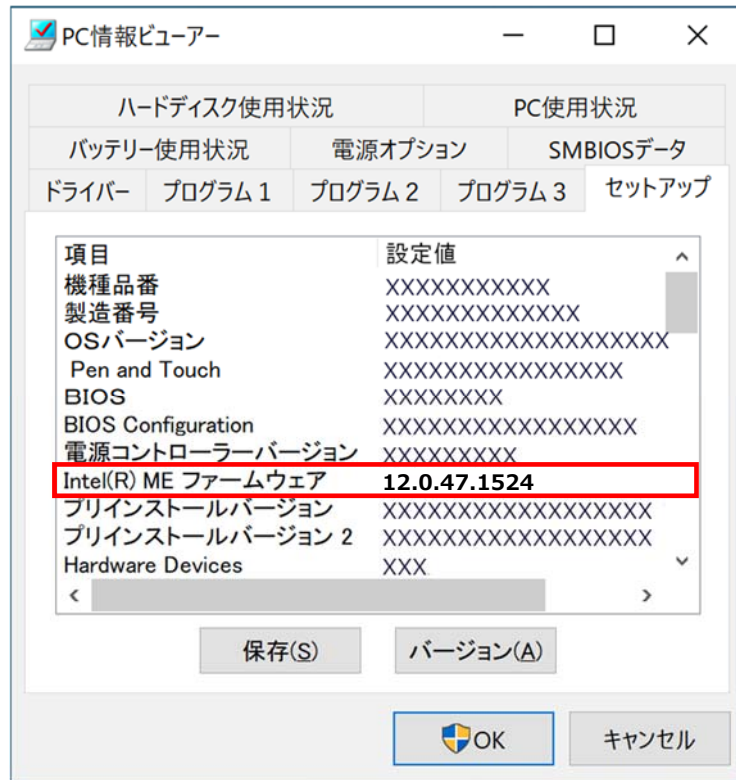 PC情報ビューアー
ハードディスク使用状況 PC使用状況
バッテリー使用状況 電源オプション SMBIOSデータ
ドライバー プログラム 1 プログラム 2 プログラム 3 セットアップ
項目 設定値
機種品番 XXXXXXXXXXX
製造番号 XXXXXXXXXXXXX
OSバージョン XXXXXXXXXXXXXXXXXXX
Pen and Touch XXXXXXXXXXXXXXXX
BIOS XXXXXXXX
BIOS Configuration XXXXXXXXXXXXXXXXX
電源コントローラーバージョン XXXXXXXXX
Intel(R) ME ファームウェア 12.0.47.1524
プリインストールバージョン XXXXXXXXXXXXXXXXXX
プリインストールバージョン 2 XXXXXXXXXXXXXXXXXX
Hardware Devices XXX
保存(S) バージョン(A)
OK キャンセル